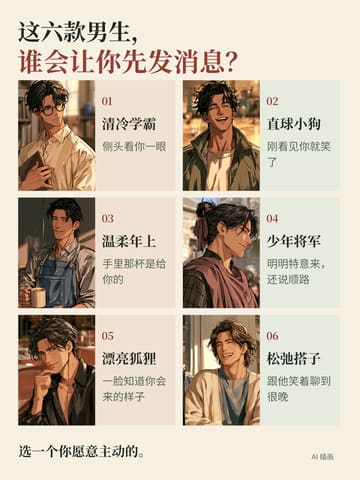 这六款男生，
谁会让你先发消息？
01
清冷学霸
侧头看你一眼
02
直球小狗
刚看见你就笑
了
03
温柔年上
手里那杯是给
你的
04
少年将军
明明特意来，
还说顺路
05
漂亮狐狸
一脸知道你会
来的样子
06
松弛搭子
跟他笑着聊到
很晚
选一个你愿意主动的。
AI 插画